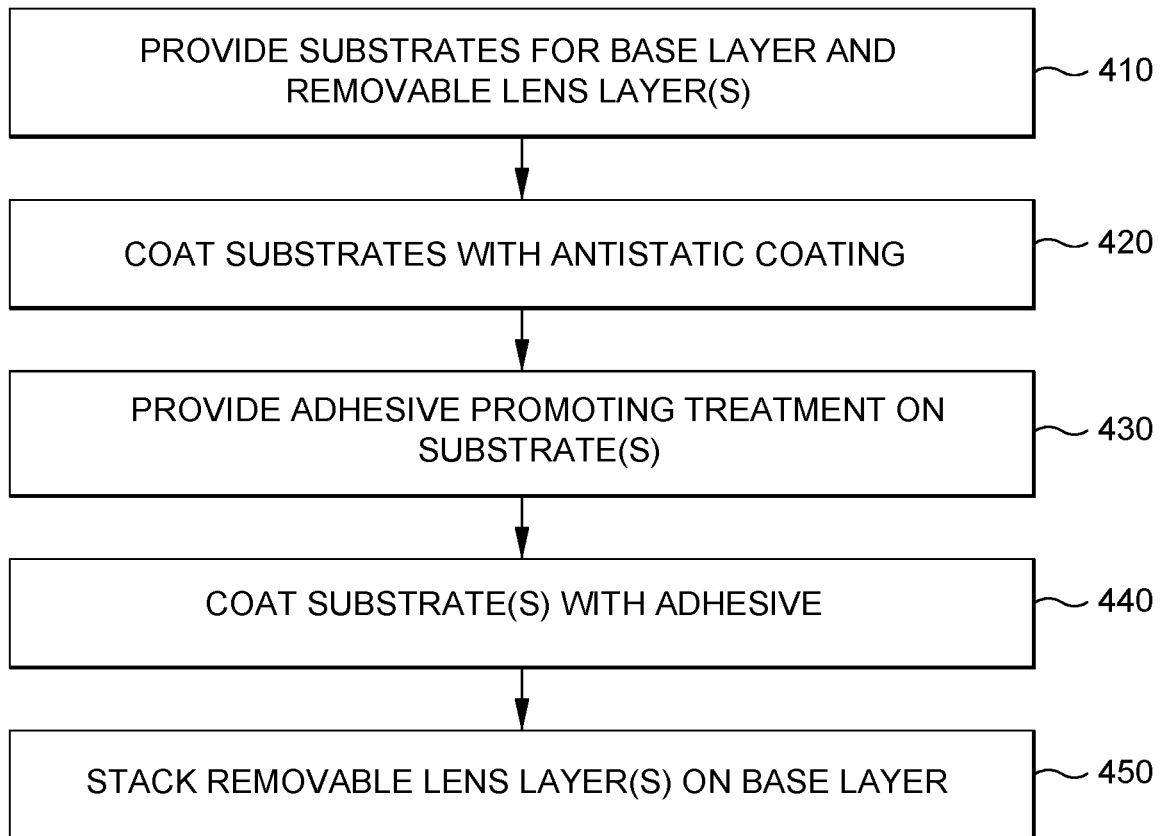 PROVIDE SUBSTRATES FOR BASE LAYER AND
REMOVABLE LENS LAYER(S)
410
COAT SUBSTRATES WITH ANTISTATIC COATING
420
PROVIDE ADHESIVE PROMOTING TREATMENT ON
SUBSTRATE(S)
430
COAT SUBSTRATE(S) WITH ADHESIVE
440
STACK REMOVABLE LENS LAYER(S) ON BASE LAYER
450